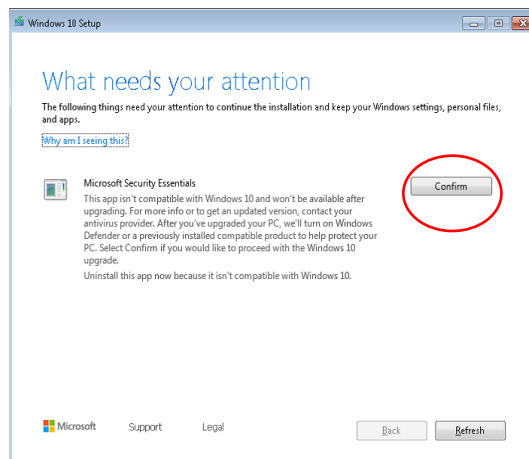 Windows 10 Setup
What needs your attention
The following things need your attention to continue the installation and keep your Windows settings, personal files,
and apps.
Why am I seeing this?
Microsoft Security Essentials
Confirm
This app isn't compatible with Windows 10 and won't be available after
upgrading. For more info or to get an updated version, contact your
antivirus provider. After you've upgraded your PC, we'll turn on Windows
Defender or a previously installed compatible product to help protect your
PC. Select Confirm if you would like to proceed with the Windows 10
upgrade.
Uninstall this app now because it isn't compatible with Windows 10.
Microsoft Support Legal Back Refresh